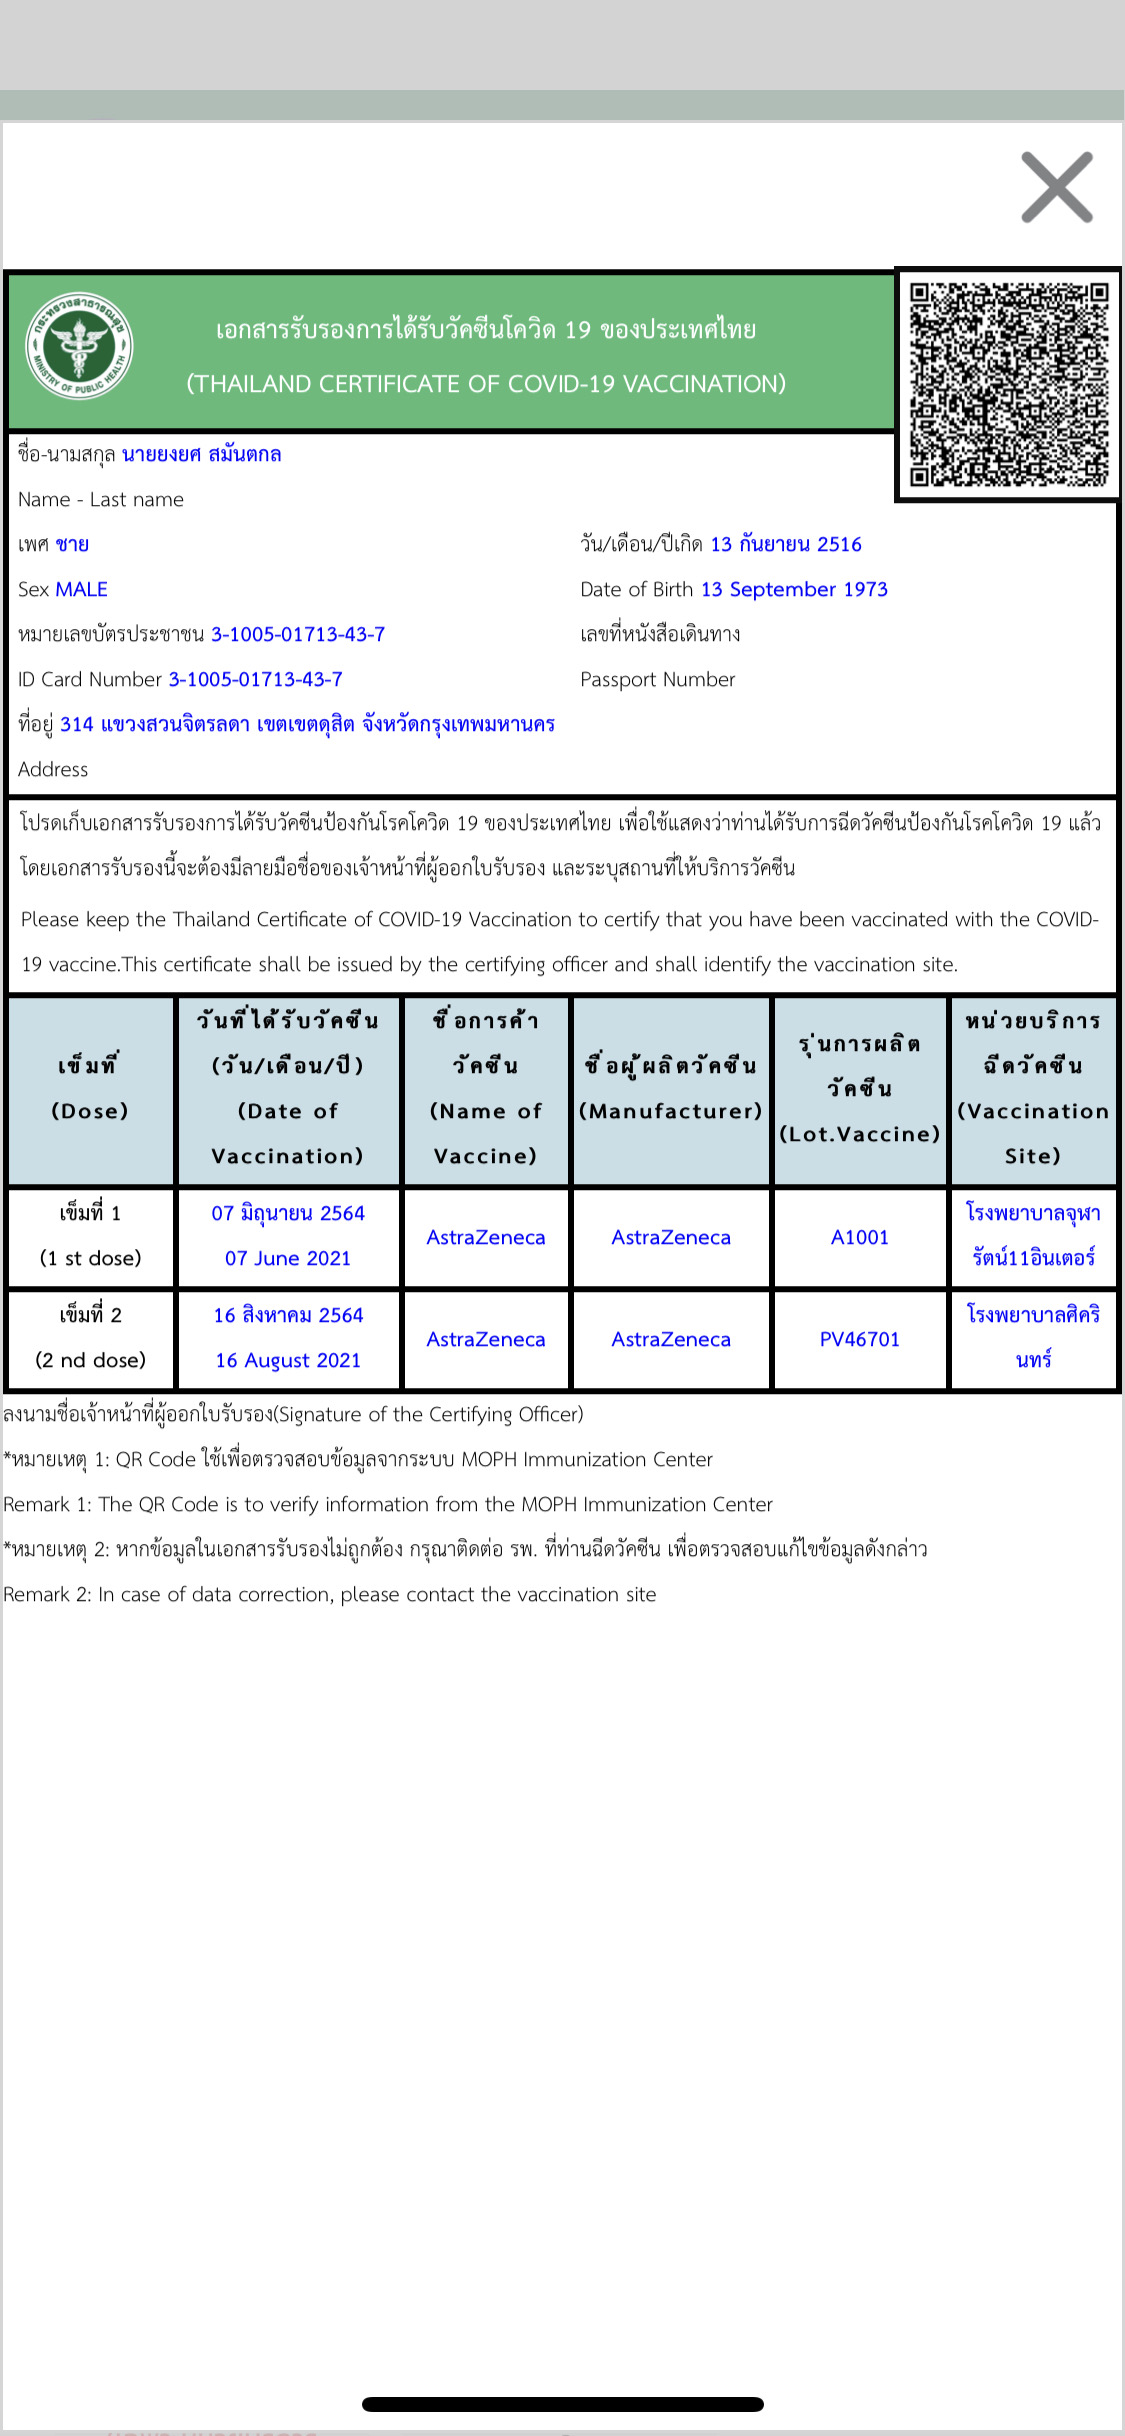 กระทรวงสาธารณสุข
MINISTRY OF PUBLIC HEALTH
เอกสารรับรองการได้รับวัคซีนโควิด 19 ของประเทศไทย
(THAILAND CERTIFICATE OF COVID-19 VACCINATION)
ชื่อ-นามสกุล นายยงยศ สมันตกล
Name - Last name
เพศ ชาย วัน/เดือน/ปีเกิด 13 กันยายน 2516
Sex MALE Date of Birth 13 September 1973
หมายเลขบัตรประชาชน 3-1005-01713-43-7 เลขที่หนังสือเดินทาง
ID Card Number 3-1005-01713-43-7 Passport Number
ที่อยู่ 314 แขวงสวนจิตรลดา เขตเขตดุสิต จังหวัดกรุงเทพมหานคร
Address
โปรดเก็บเอกสารรับรองการได้รับวัคซีนป้องกันโรคโควิด 19 ของประเทศไทย เพื่อใช้แสดงว่าท่านได้รับการฉีดวัคซีนป้องกันโรคโควิด 19 แล้ว
โดยเอกสารรับรองนี้จะต้องมีลายมือชื่อของเจ้าหน้าที่ผู้ออกใบรับรอง และระบุสถานที่ให้บริการวัคซีน
Please keep the Thailand Certificate of COVID-19 Vaccination to certify that you have been vaccinated with the COVID-
19 vaccine.This certificate shall be issued by the certifying officer and shall identify the vaccination site.
เข็มที่
(Dose)
วันที่ได้รับวัคซีน
(วัน/เดือน/ปี)
(Date of
Vaccination)
ชื่อการค้า
วัคซีน
(Name of
Vaccine)
ชื่อผู้ผลิตวัคซีน
(Manufacturer)
รุ่นการผลิต
วัคซีน
(Lot.Vaccine)
หน่วยบริการ
ฉีดวัคซีน
(Vaccination
Site)
เข็มที่ 1
(1 st dose)
07 มิถุนายน 2564
07 June 2021
AstraZeneca
AstraZeneca
A1001
โรงพยาบาลจุฬา
รัตน์11อินเตอร์
เข็มที่ 2
(2 nd dose)
16 สิงหาคม 2564
16 August 2021
AstraZeneca
AstraZeneca
PV46701
โรงพยาบาลศิคริ
นทร์
ลงนามชื่อเจ้าหน้าที่ผู้ออกใบรับรอง(Signature of the Certifying Officer)
*หมายเหตุ 1: QR Code ใช้เพื่อตรวจสอบข้อมูลจากระบบ MOPH Immunization Center
Remark 1: The QR Code is to verify information from the MOPH Immunization Center
*หมายเหตุ 2: หากข้อมูลในเอกสารรับรองไม่ถูกต้อง กรุณาติดต่อ รพ. ที่ท่านฉีดวัคซีน เพื่อตรวจสอบแก้ไขข้อมูลดังกล่าว
Remark 2: In case of data correction, please contact the vaccination site